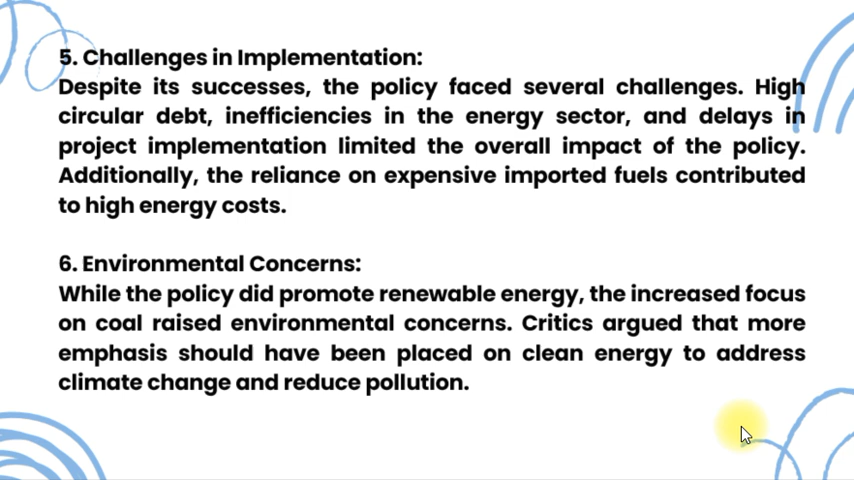 5. Challenges in Implementation:
Despite its successes, the policy faced several challenges. High
circular debt, inefficiencies in the energy sector, and delays in
project implementation limited the overall impact of the policy.
Additionally, the reliance on expensive imported fuels contributed
to high energy costs.
6. Environmental Concerns:
While the policy did promote renewable energy, the increased focus
on coal raised environmental concerns. Critics argued that more
emphasis should have been placed on clean energy to address
climate change and reduce pollution.